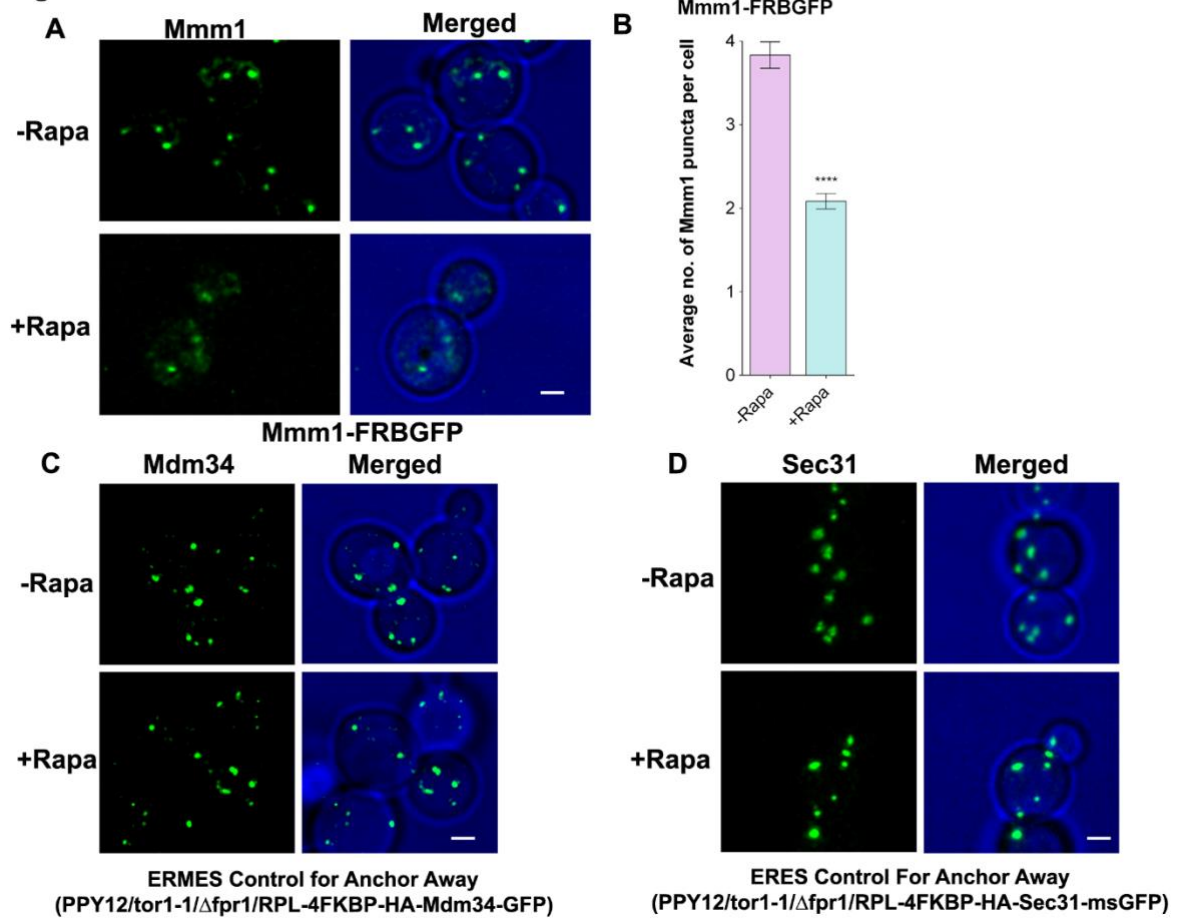 A
Mmm1
Merged
-Rapa
+Rapa
Mmm1-FRBGFP
B
Mmm1-FRBGFP
Average no. of Mmm1 puncta per cell
4
3
2
1
0
****
-Rapa
+Rapa
C
Mdm34
Merged
-Rapa
+Rapa
ERMES Control for Anchor Away
(PPY12/tor1-1/Δfpr1/RPL-4FKBP-HA-Mdm34-GFP)
D
Sec31
Merged
-Rapa
+Rapa
ERES Control For Anchor Away
(PPY12/tor1-1/Δfpr1/RPL-4FKBP-HA-Sec31-msGFP)